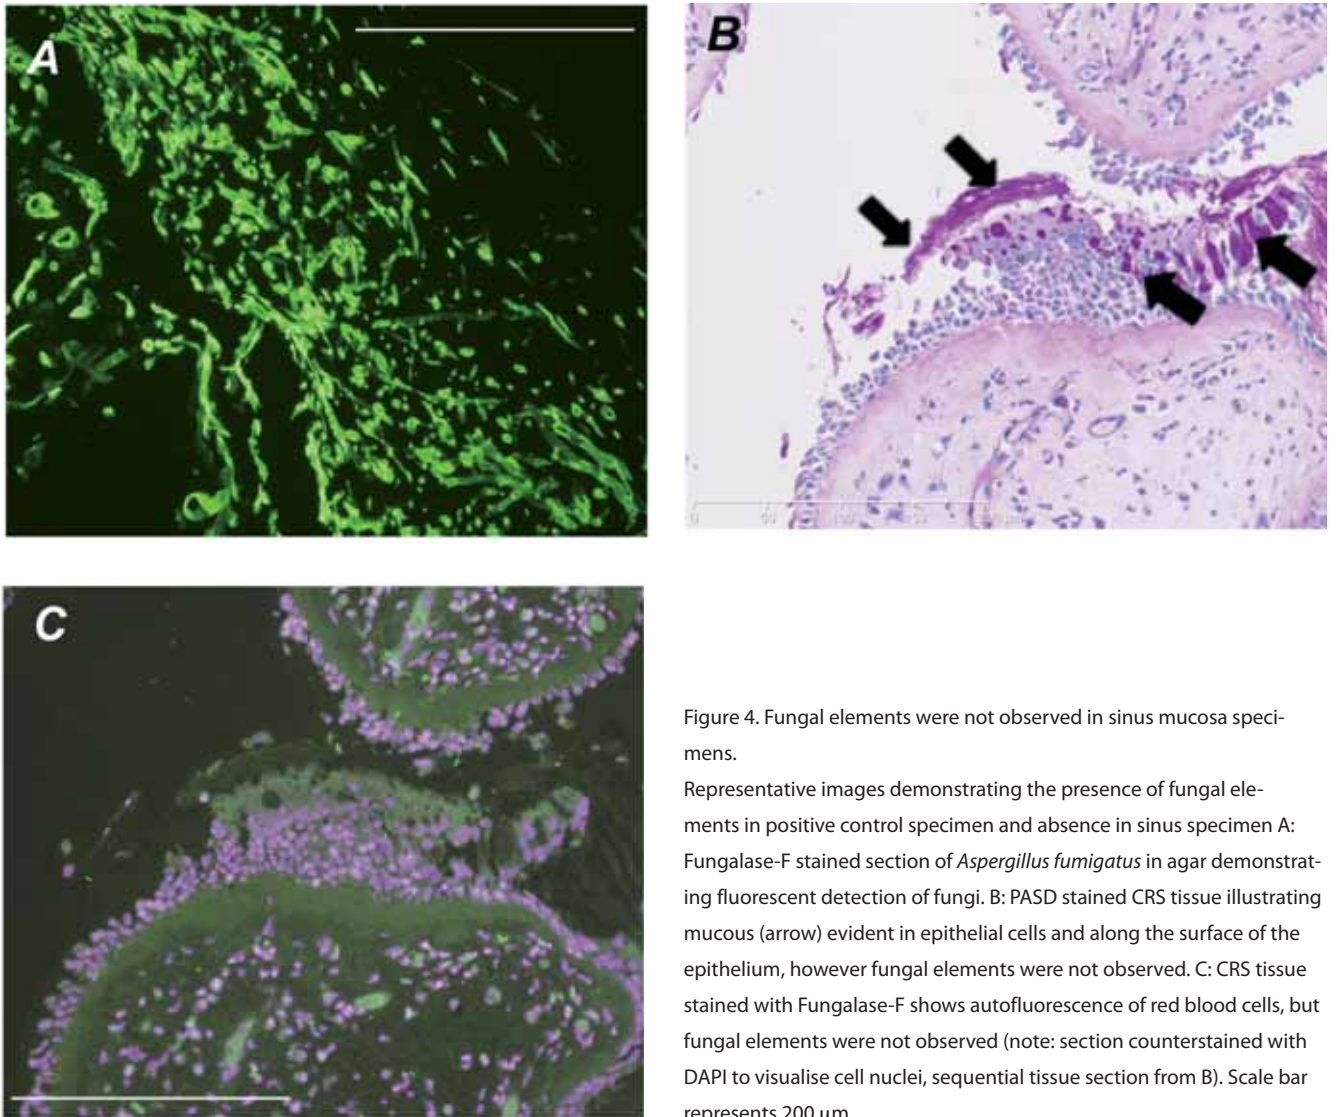 A
B
0 50 100
C
Figure 4. Fungal elements were not observed in sinus mucosa speci-
mens.
Representative images demonstrating the presence of fungal ele-
ments in positive control specimen and absence in sinus specimen A:
Fungalase-F stained section of Aspergillus fumigatus in agar demonstrat-
ing fluorescent detection of fungi. B: PASD stained CRS tissue illustrating
mucous (arrow) evident in epithelial cells and along the surface of the
epithelium, however fungal elements were not observed. C: CRS tissue
stained with Fungalase-F shows autofluorescence of red blood cells, but
fungal elements were not observed (note: section counterstained with
DAPI to visualise cell nuclei, sequential tissue section from B). Scale bar
represents 200 µm